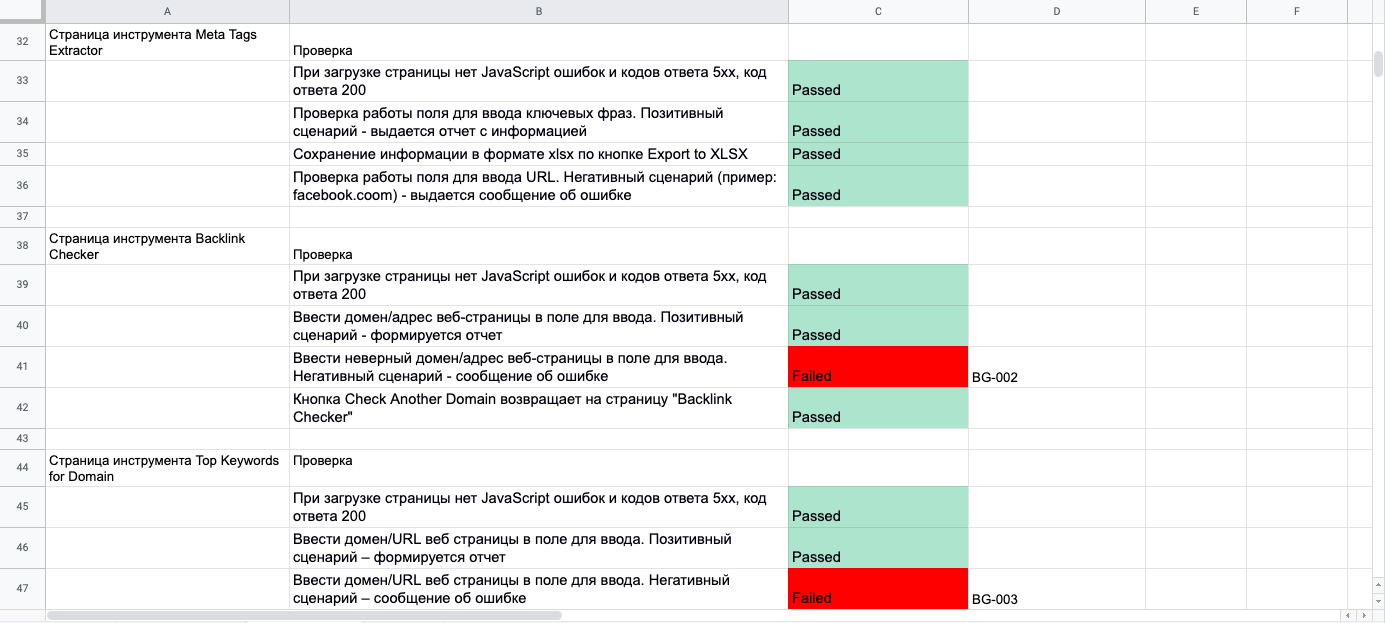 A B C D E F
32 Страница инструмента Meta Tags
Extractor Проверка
33 При загрузке страницы нет JavaScript ошибок и кодов ответа 5xx, код
ответа 200 Passed
34 Проверка работы поля для ввода ключевых фраз. Позитивный
сценарий - выдается отчет с информацией Passed
35 Сохранение информации в формате xlsx по кнопке Export to XLSX Passed
36 Проверка работы поля для ввода URL. Негативный сценарий (пример:
facebook.coom) - выдается сообщение об ошибке Passed
37
38 Страница инструмента Backlink
Checker Проверка
39 При загрузке страницы нет JavaScript ошибок и кодов ответа 5xx, код
ответа 200 Passed
40 Ввести домен/адрес веб-страницы в поле для ввода. Позитивный
сценарий - формируется отчет Passed
41 Ввести неверный домен/адрес веб-страницы в поле для ввода.
Негативный сценарий - сообщение об ошибке Failed BG-002
42 Кнопка Check Another Domain возвращает на страницу "Backlink
Checker" Passed
43
44 Страница инструмента Top Keywords Проверка
for Domain
45 При загрузке страницы нет JavaScript ошибок и кодов ответа 5xx, код
ответа 200 Passed
46 Ввести домен/URL веб страницы в поле для ввода. Позитивный
сценарий – формируется отчет Passed
47 Ввести домен/URL веб страницы в поле для ввода. Негативный
сценарий – сообщение об ошибке Failed BG-003